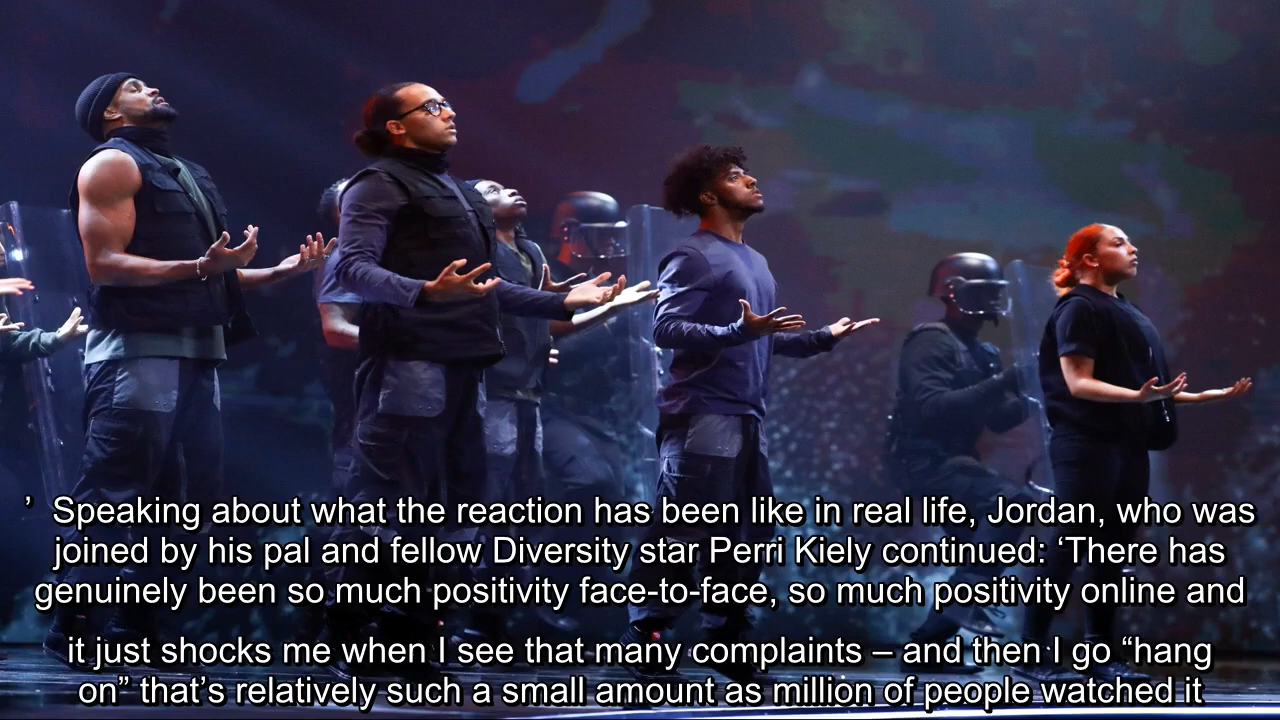 ’ Speaking about what the reaction has been like in real life, Jordan, who was
joined by his pal and fellow Diversity star Perri Kiely continued: ‘There has
genuinely been so much positivity face-to-face, so much positivity online and
it just shocks me when I see that many complaints – and then I go “hang
on” that’s relatively such a small amount as million of people watched it